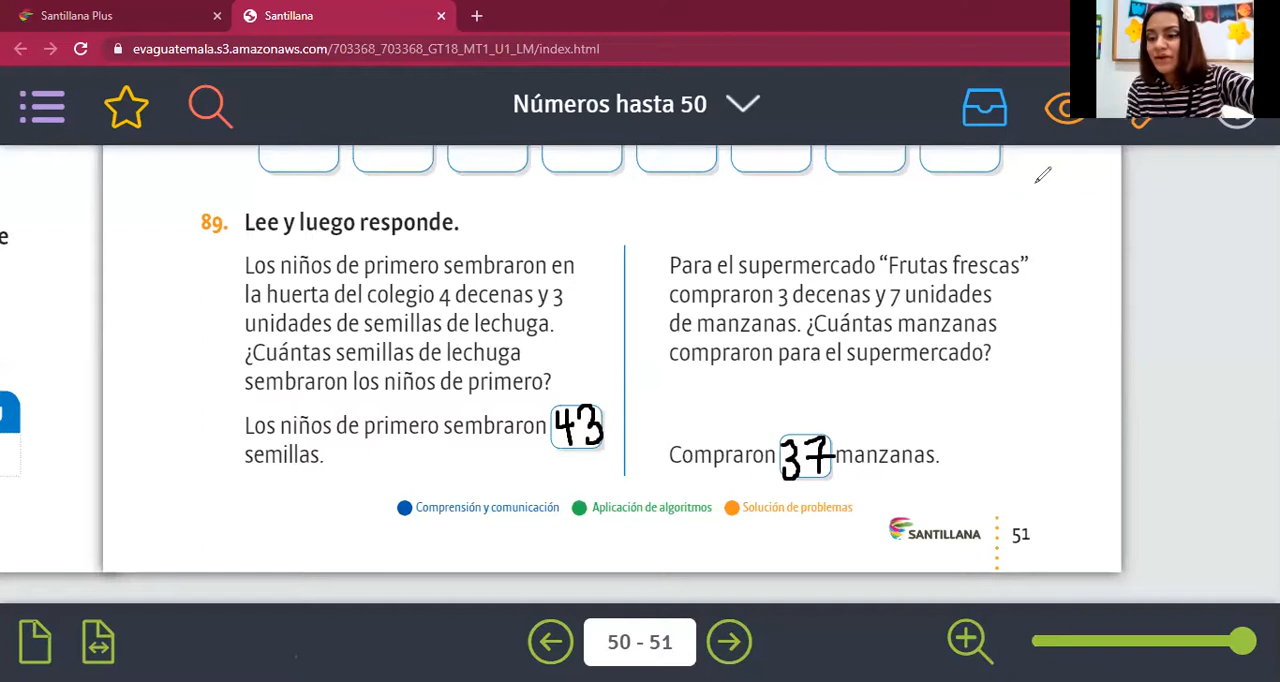 Santillana Plus
Santillana
evaguatemala.s3.amazonaws.com/703368_703368_GT18_MT1_U1_LM/index.html
Números hasta 50
e
89. Lee y luego responde.
Los niños de primero sembraron en
la huerta del colegio 4 decenas y 3
unidades de semillas de lechuga.
¿Cuántas semillas de lechuga
sembraron los niños de primero?
Los niños de primero sembraron 43
semillas.
Para el supermercado “Frutas frescas”
compraron 3 decenas y 7 unidades
de manzanas. ¿Cuántas manzanas
compraron para el supermercado?
Compraron 37 manzanas.
Comprensión y comunicación Aplicación de algoritmos Solución de problemas
SANTILLANA 51
50 - 51